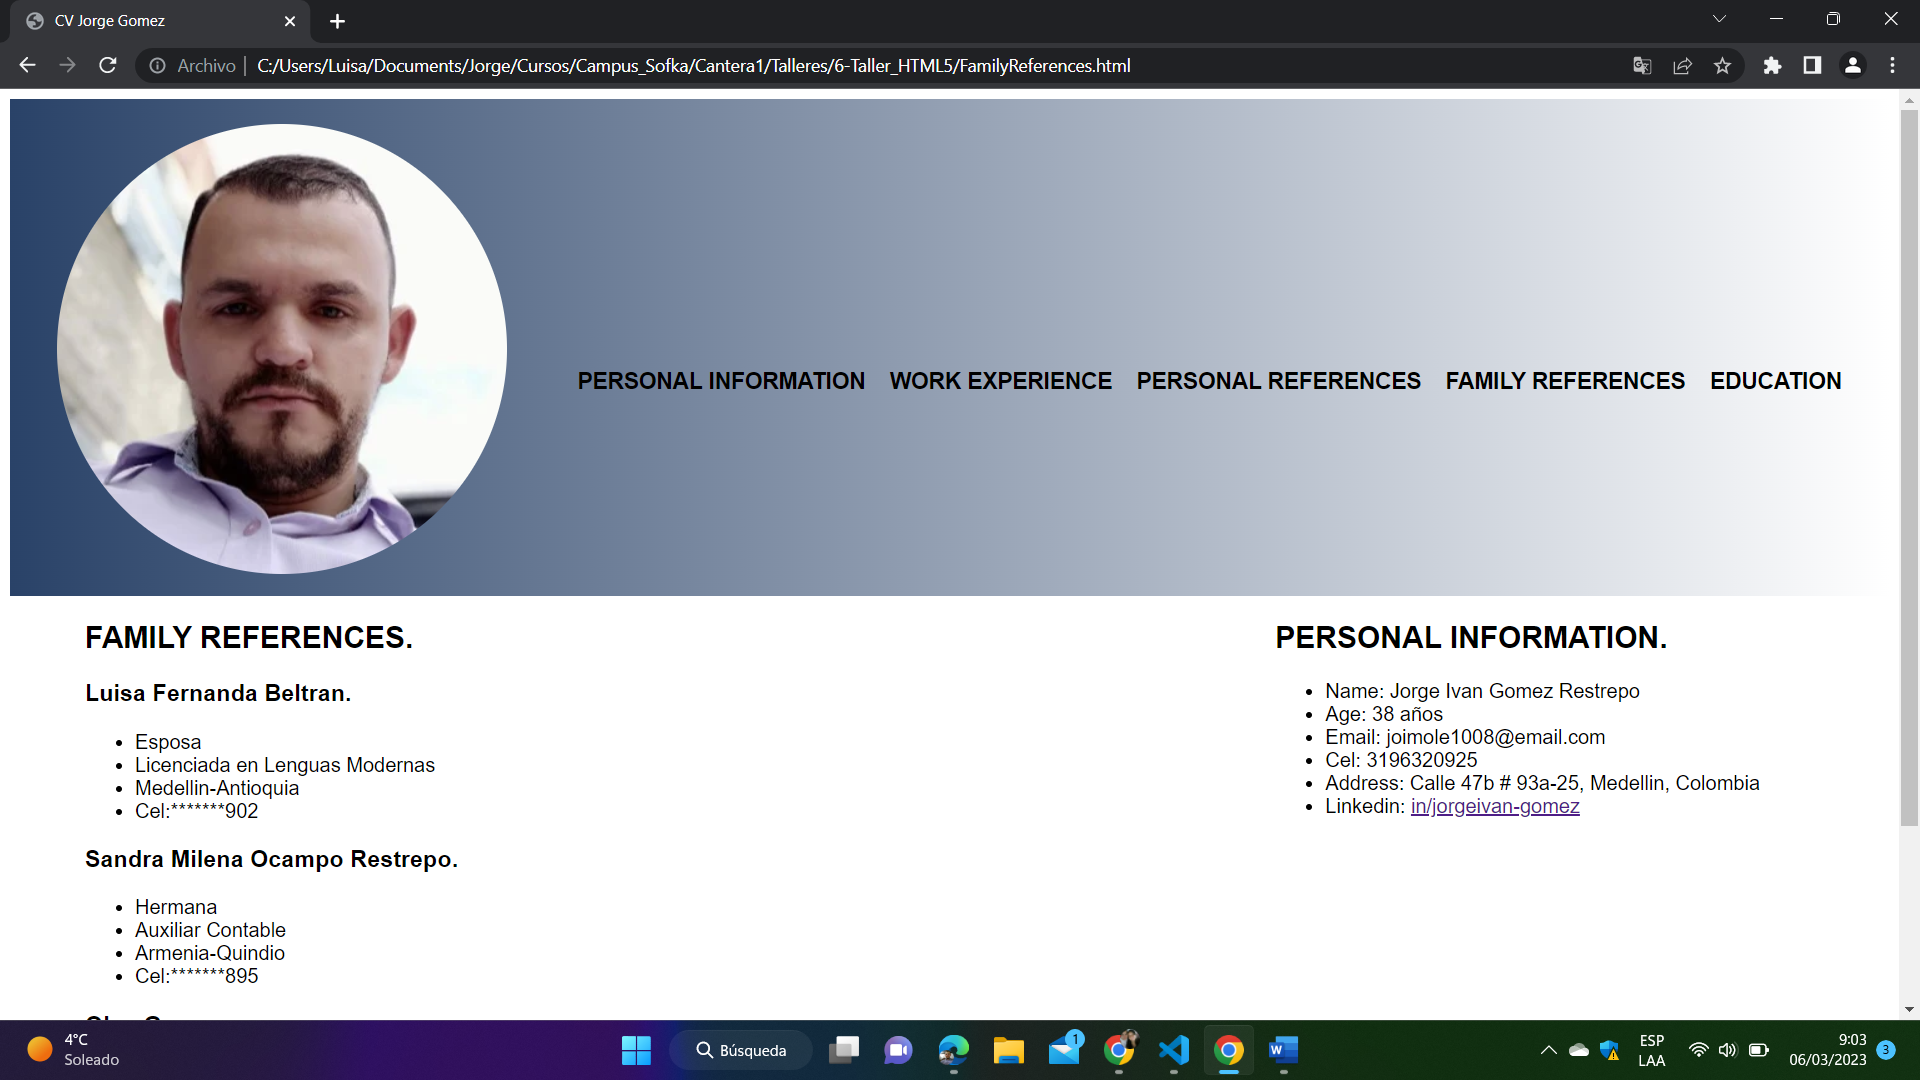 CV Jorge Gomez
Archivo
C:/Users/Luisa/Documents/Jorge/Cursos/Campus_Sofka/Cantera1/Talleres/6-Taller_HTML5/FamilyReferences.html
PERSONAL INFORMATION WORK EXPERIENCE PERSONAL REFERENCES FAMILY REFERENCES EDUCATION
FAMILY REFERENCES.
Luisa Fernanda Beltran.
Esposa
Licenciada en Lenguas Modernas
Medellin-Antioquia
Cel:*******902
Sandra Milena Ocampo Restrepo.
Hermana
Auxiliar Contable
Armenia-Quindio
Cel:*******895
PERSONAL INFORMATION.
Name: Jorge Ivan Gomez Restrepo
Age: 38 años
Email: joimole1008@email.com
Cel: 3196320925
Address: Calle 47b # 93a-25, Medellin, Colombia
Linkedin: in/jorgeivan-gomez
4°C
Soleado
Búsqueda
1
ESP
LAA
9:03
06/03/2023
3